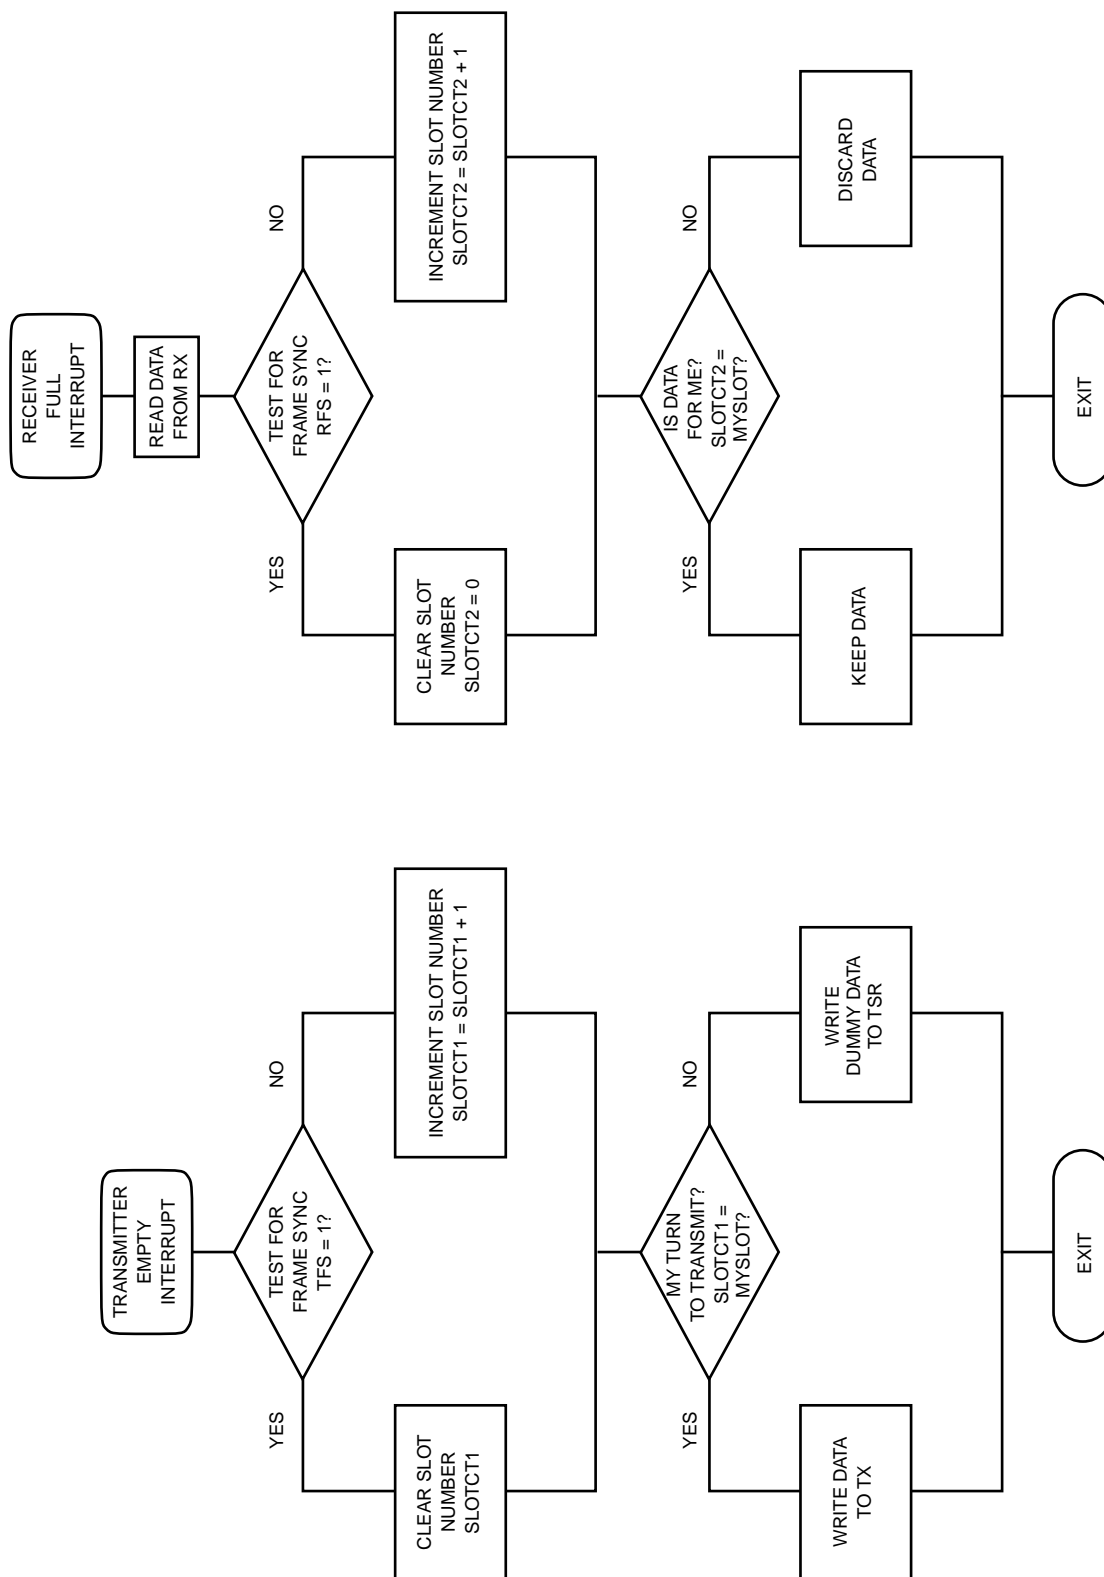 TRANSMITTER
EMPTY
INTERRUPT
TEST FOR
FRAME SYNC
TFS = 1?
YES
NO
CLEAR SLOT
NUMBER
SLOTCT1
INCREMENT SLOT NUMBER
SLOTCT1 = SLOTCT1 + 1
MY TURN
TO TRANSMIT?
SLOTCT1 =
MYSLOT?
YES
NO
WRITE DATA
TO TX
WRITE
DUMMY DATA
TO TSR
EXIT
RECEIVER
FULL
INTERRUPT
READ DATA
FROM RX
TEST FOR
FRAME SYNC
RFS = 1?
YES
NO
CLEAR SLOT
NUMBER
SLOTCT2 = 0
INCREMENT SLOT NUMBER
SLOTCT2 = SLOTCT2 + 1
IS DATA
FOR ME?
SLOTCT2 =
MYSLOT?
YES
NO
KEEP DATA
DISCARD
DATA
EXIT